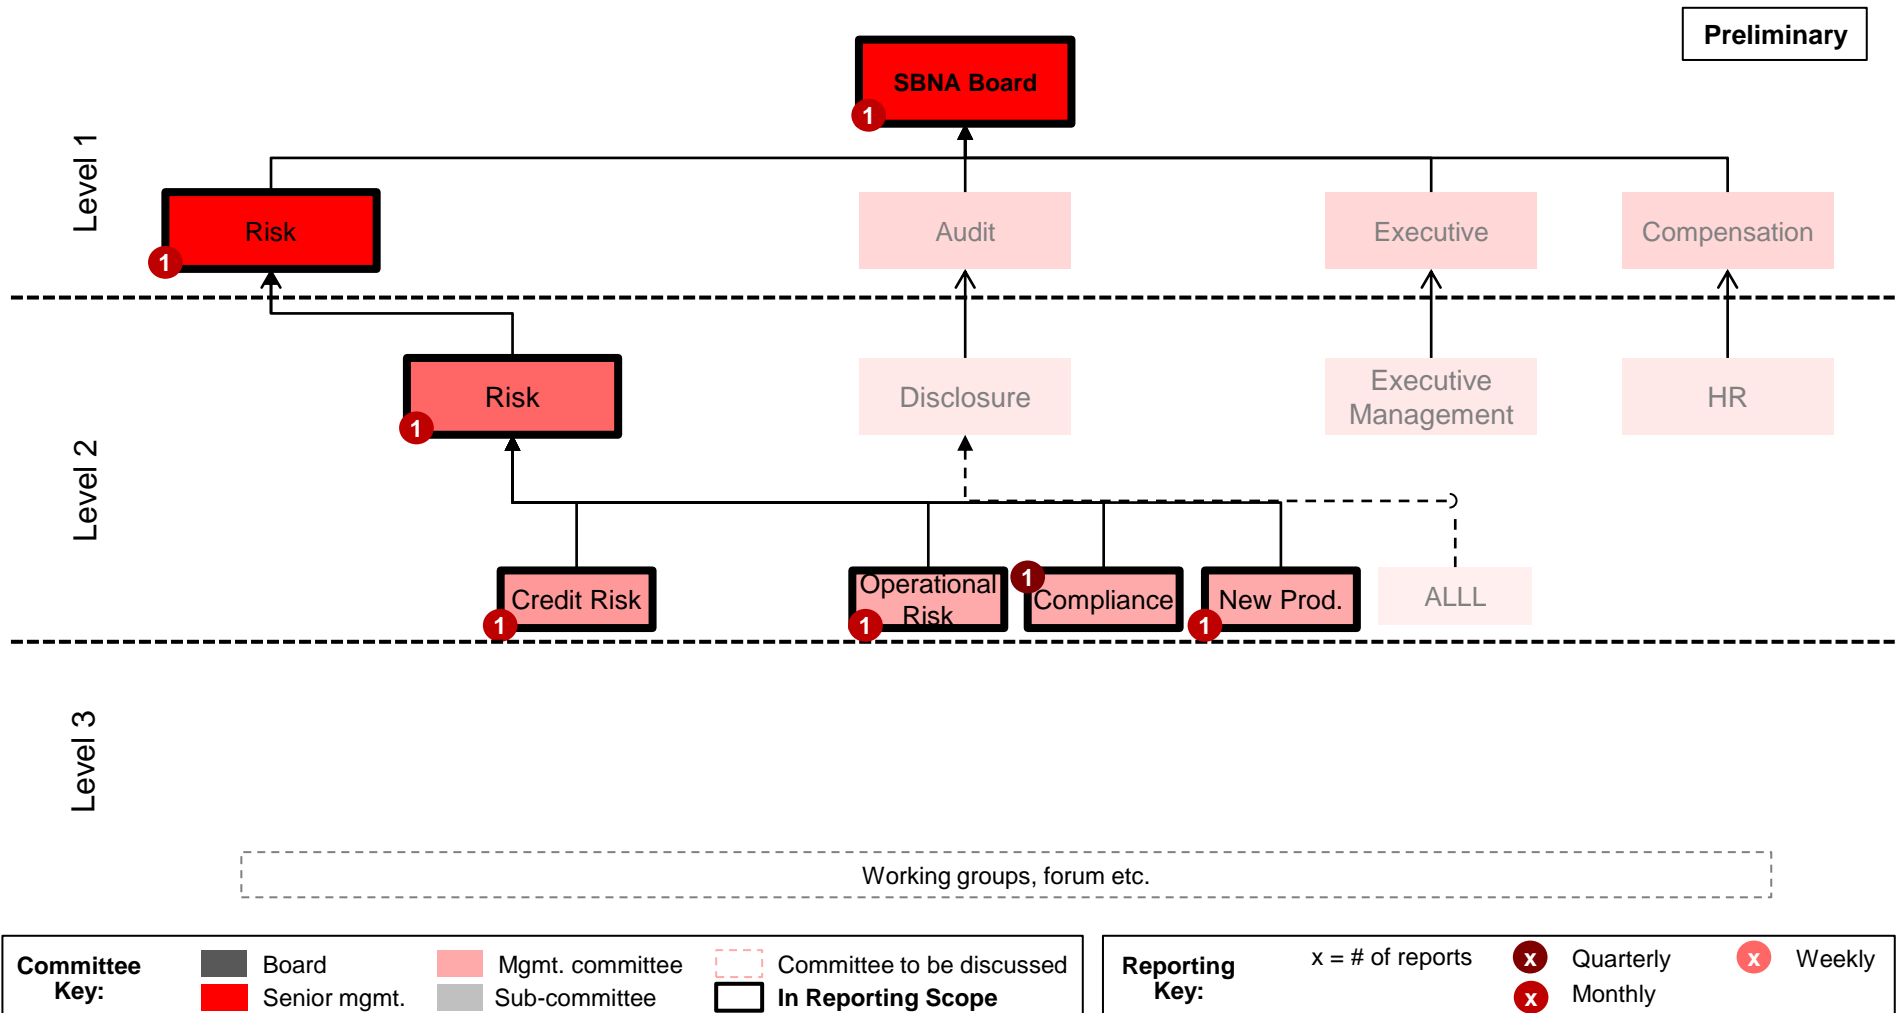 Preliminary
SBNA Board
1
Level 1
Risk
1
Audit
Executive
Compensation
Level 2
Risk
1
Disclosure
Executive
Management
HR
Credit Risk
1
Operational
Risk
1
1
Compliance
New Prod.
1
ALLL
Level 3
Working groups, forum etc.
Committee
Key:
Board
Senior mgmt.
Mgmt. committee
Sub-committee
Committee to be discussed
In Reporting Scope
Reporting
Key:
x = # of reports
x Quarterly
x Monthly
x Weekly